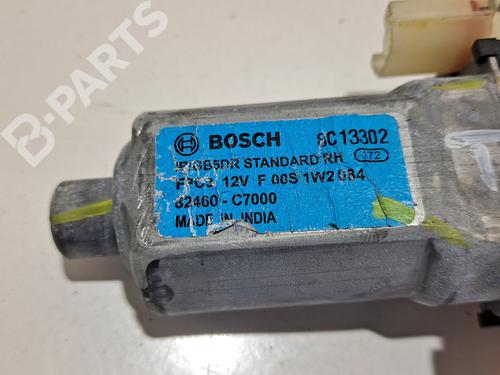 B-PARTS
BOSCH 8C13302
STANDARD RH 172
12V F 00S 1W2 084
82460-C7000
MADE IN INDIA